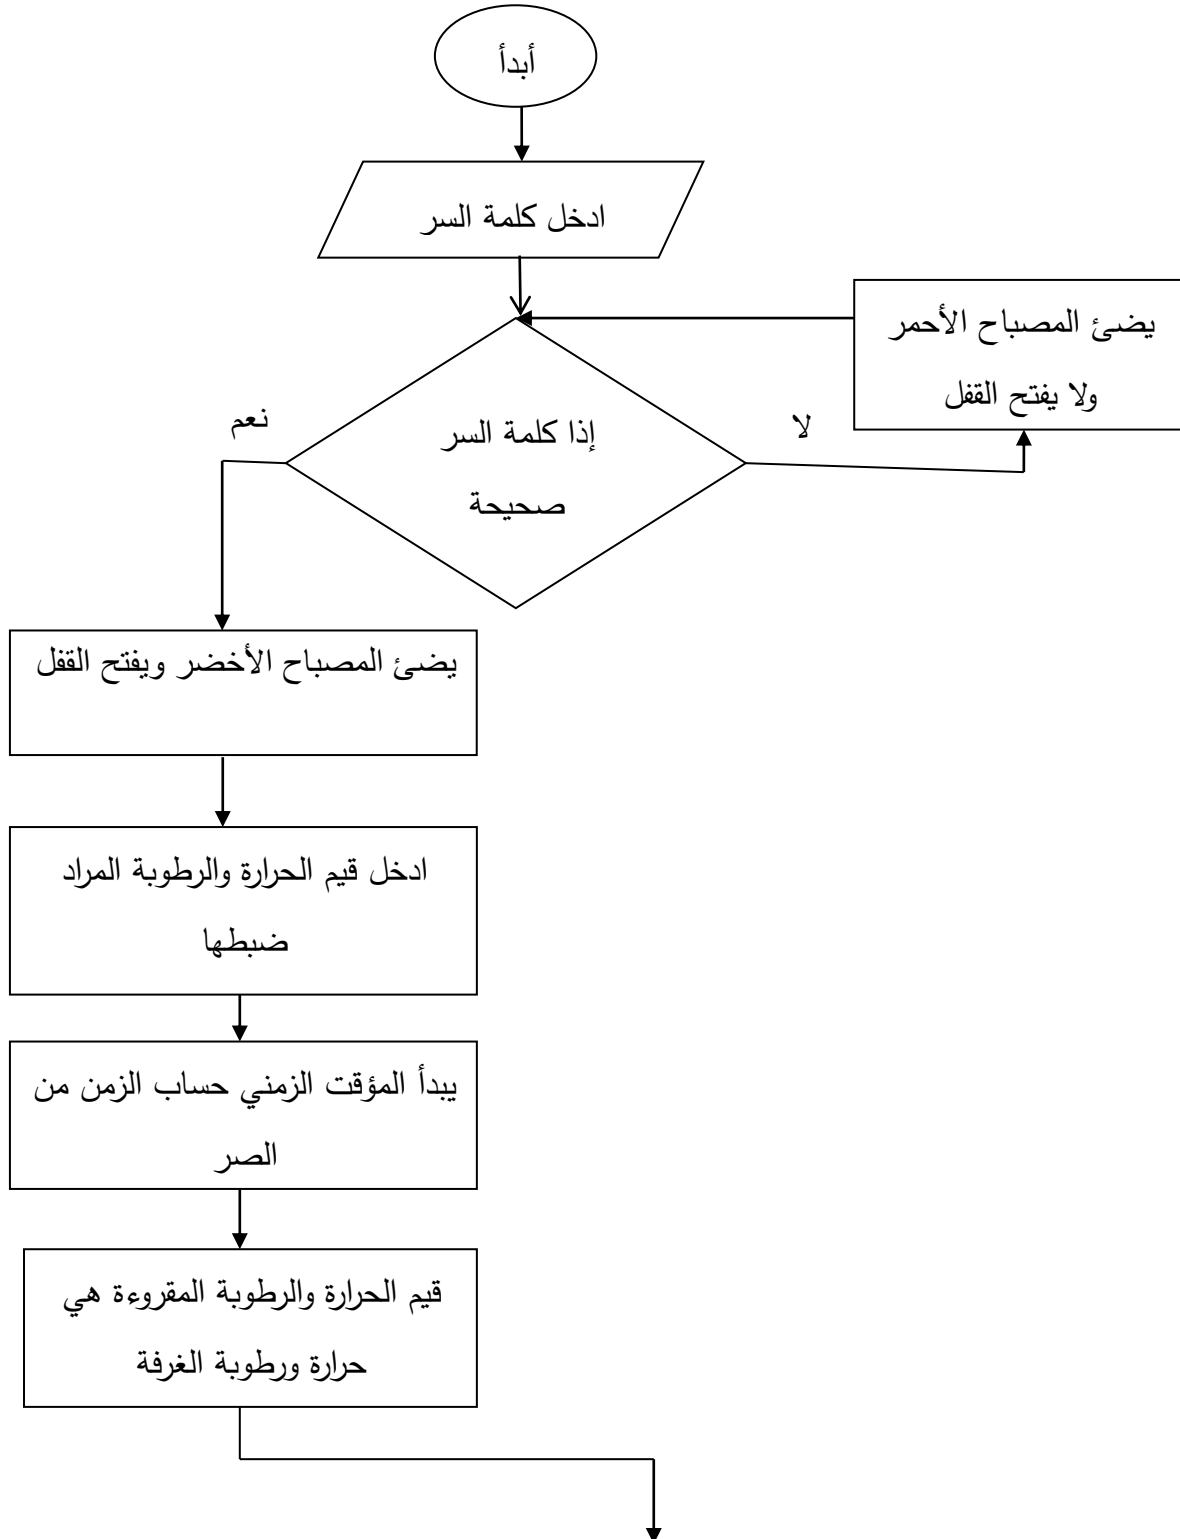 أبدأ
ادخل كلمة السر
يضئ المصباح الأحمر
ولا يفتح القفل
نعم
لا
إذا كلمة السر
صحيحة
يضئ المصباح الأخضر ويفتح القفل
ادخل قيم الحرارة والرطوبة المراد
ضبطها
يبدأ المؤقت الزمني حساب الزمن من
الصر
قيم الحرارة والرطوبة المقروءة هي
حرارة ورطوبة الغرفة